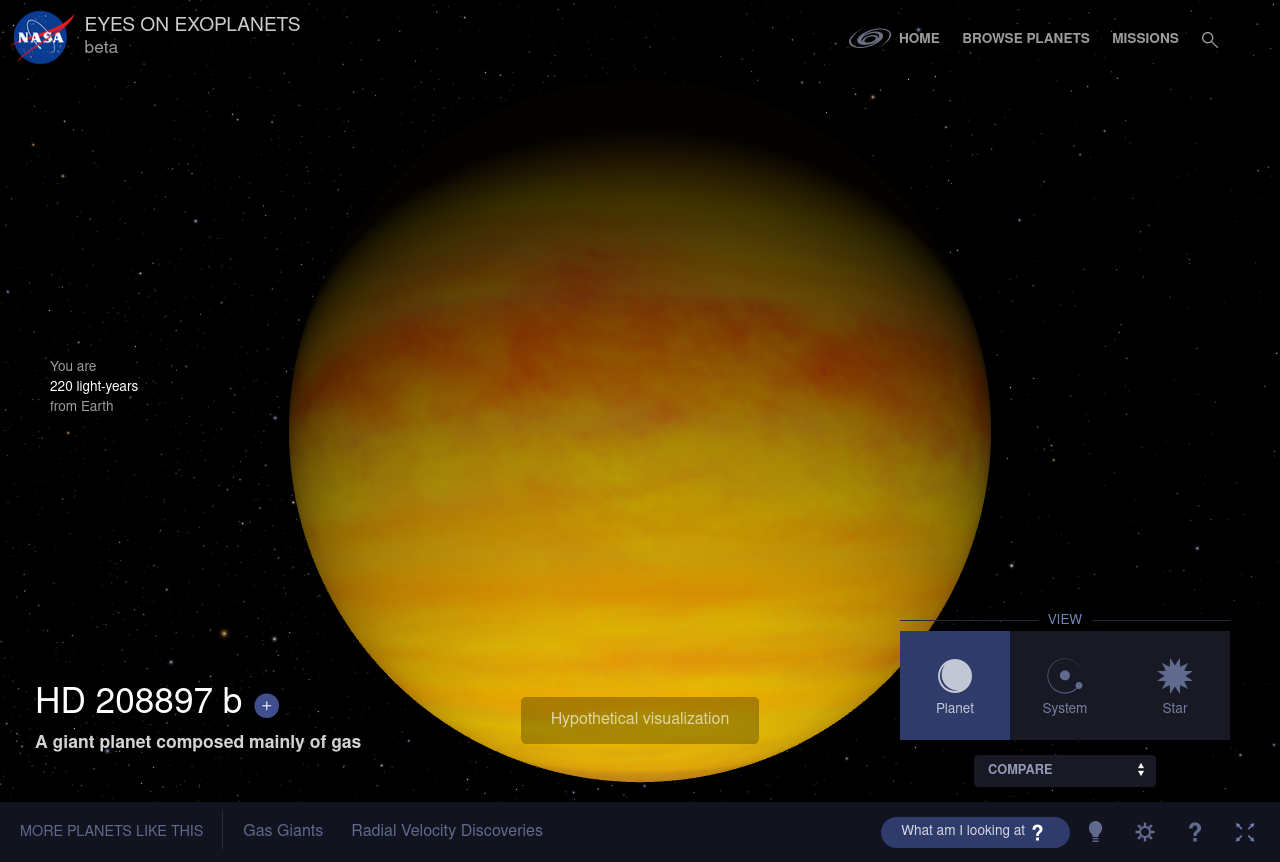 NASA
EYES ON EXOPLANETS
beta
HOME
BROWSE PLANETS
MISSIONS
You are
220 light-years
from Earth
VIEW
Planet
System
Star
HD 208897 b +
A giant planet composed mainly of gas
Hypothetical visualization
COMPARE
MORE PLANETS LIKE THIS
Gas Giants
Radial Velocity Discoveries
What am I looking at ?
?